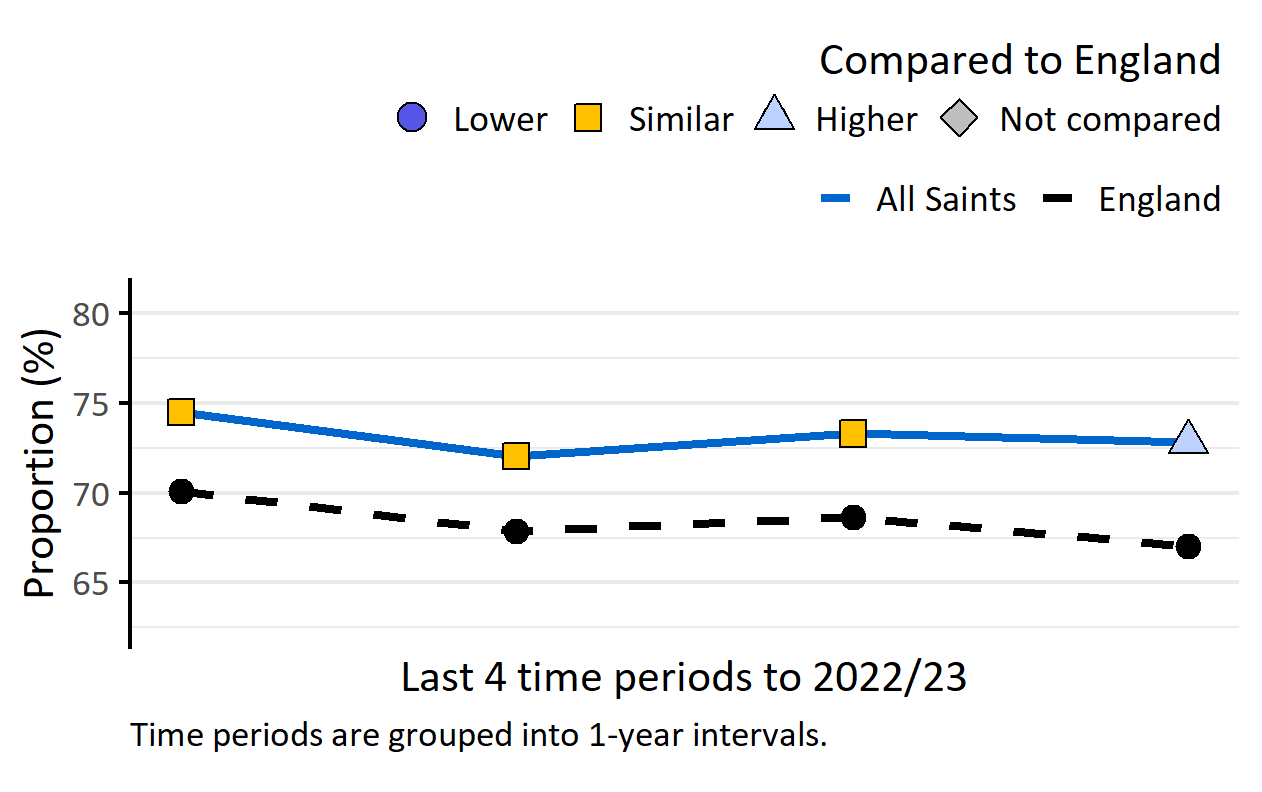 Compared to England
Lower Similar Higher Not compared
All Saints England
80
75
70
65
Proportion (%)
Last 4 time periods to 2022/23
Time periods are grouped into 1-year intervals.